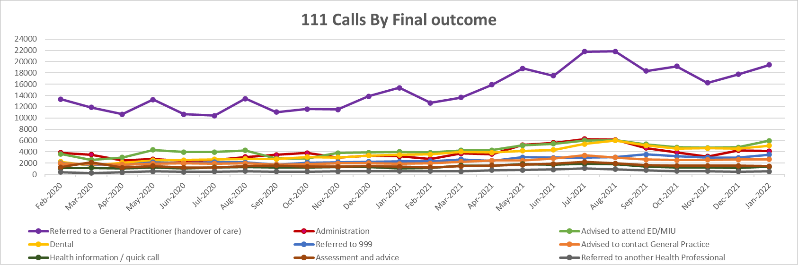 111 Calls By Final outcome
24000
22000
20000
18000
16000
14000
12000
10000
8000
6000
4000
2000
0
Feb-2020 Mar-2020 Apr-2020 May-2020 Jun-2020 Jul-2020 Aug-2020 Sep-2020 Oct-2020 Nov-2020 Dec-2020 Jan-2021 Feb-2021 Mar-2021 Apr-2021 May-2021 Jun-2021 Jul-2021 Aug-2021 Sep-2021 Oct-2021 Nov-2021 Dec-2021 Jan-2022
Referred to a General Practitioner (handover of care) Administration Advised to attend ED/MIU
Dental Referred to 999 Advised to contact General Practice
Health information / quick call Assessment and advice Referred to another Health Professional